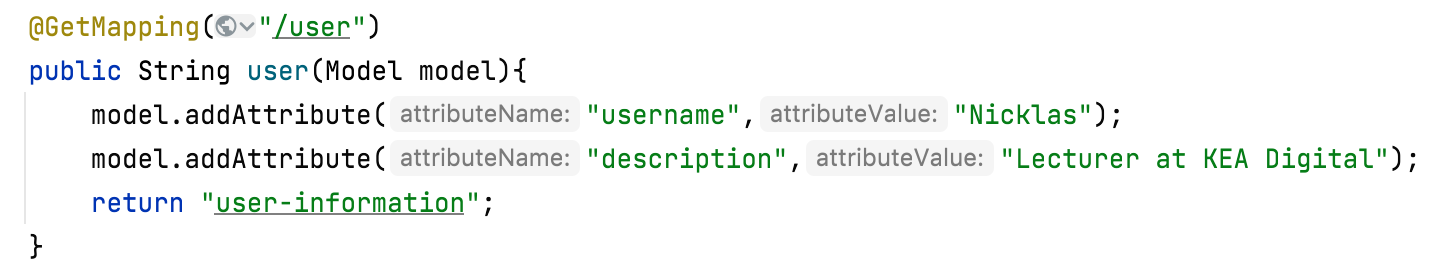 @GetMapping("/user")
public String user(Model model){
model.addAttribute( attributeName: "username", attributeValue: "Nicklas");
model.addAttribute( attributeName: "description", attributeValue: "Lecturer at KEA Digital");
return "user-information";
}